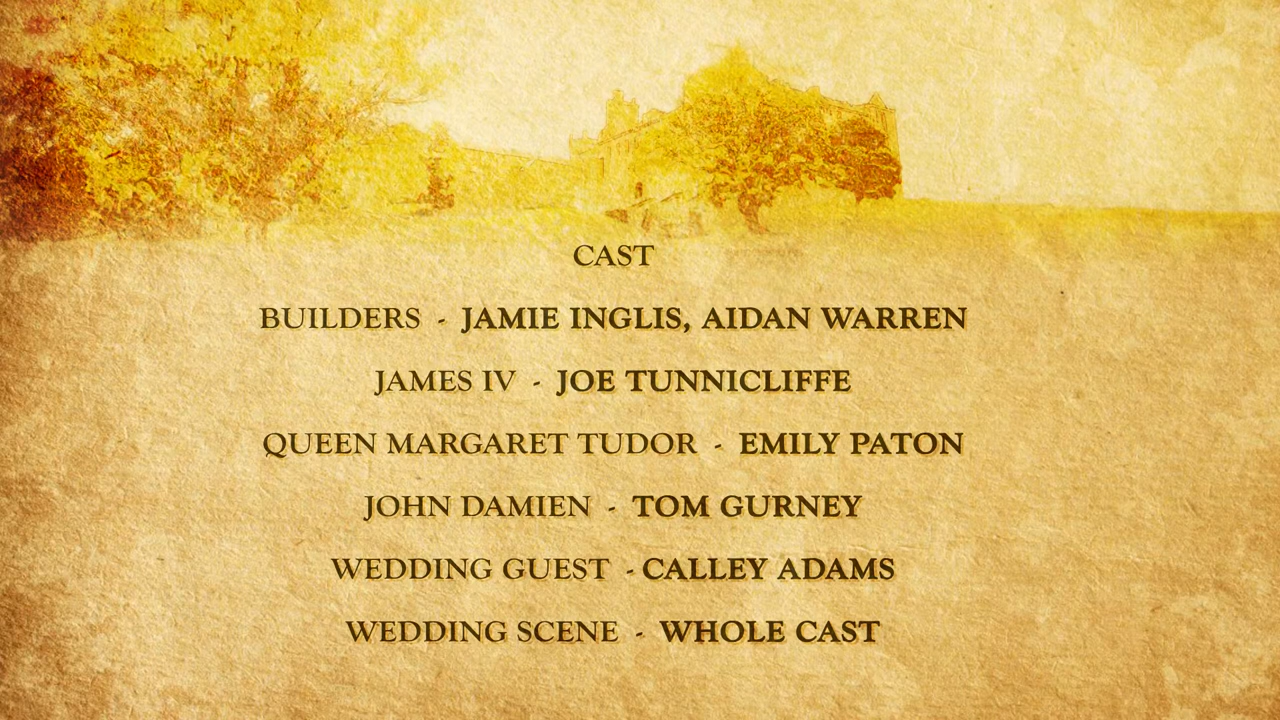 CAST
BUILDERS - JAMIE INGLIS, AIDAN WARREN
JAMES IV - JOE TUNNICLIFFE
QUEEN MARGARET TUDOR - EMILY PATON
JOHN DAMIEN - TOM GURNEY
WEDDING GUEST - CALLEY ADAMS
WEDDING SCENE - WHOLE CAST